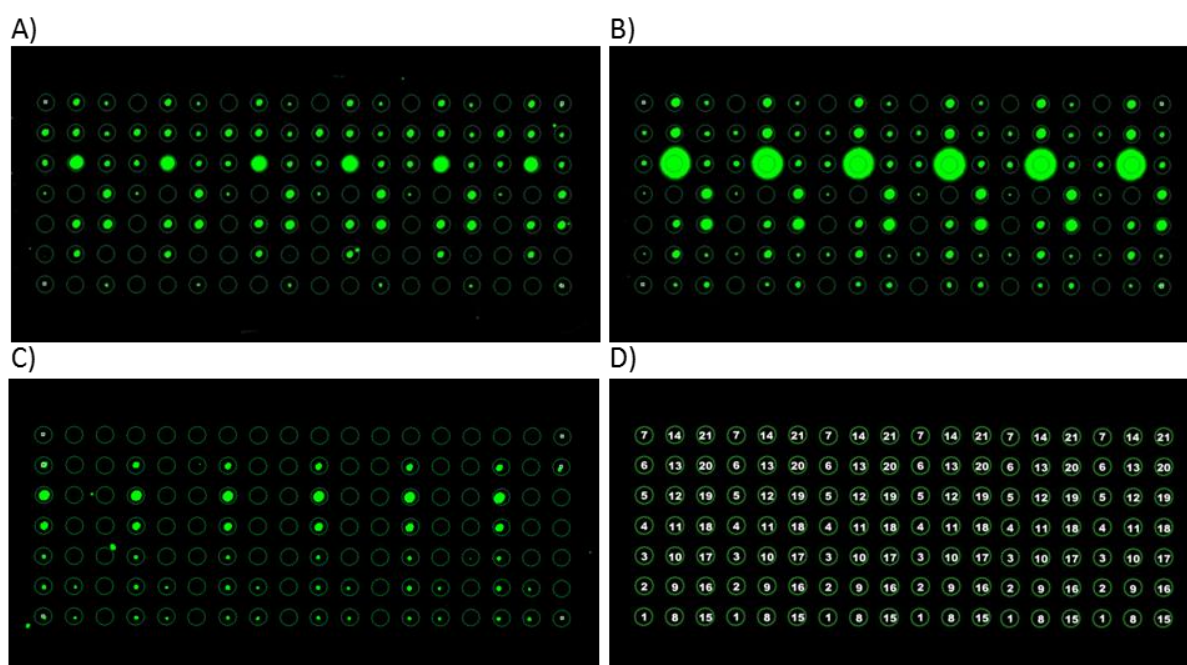 A)
B)
C)
D)
7 14 21 7 14 21 7 14 21 7 14 21 7 14 21 7 14 21
6 13 20 6 13 20 6 13 20 6 13 20 6 13 20 6 13 20
5 12 19 5 12 19 5 12 19 5 12 19 5 12 19 5 12 19
4 11 18 4 11 18 4 11 18 4 11 18 4 11 18 4 11 18
3 10 17 3 10 17 3 10 17 3 10 17 3 10 17 3 10 17
2 9 16 2 9 16 2 9 16 2 9 16 2 9 16 2 9 16
1 8 15 1 8 15 1 8 15 1 8 15 1 8 15 1 8 15